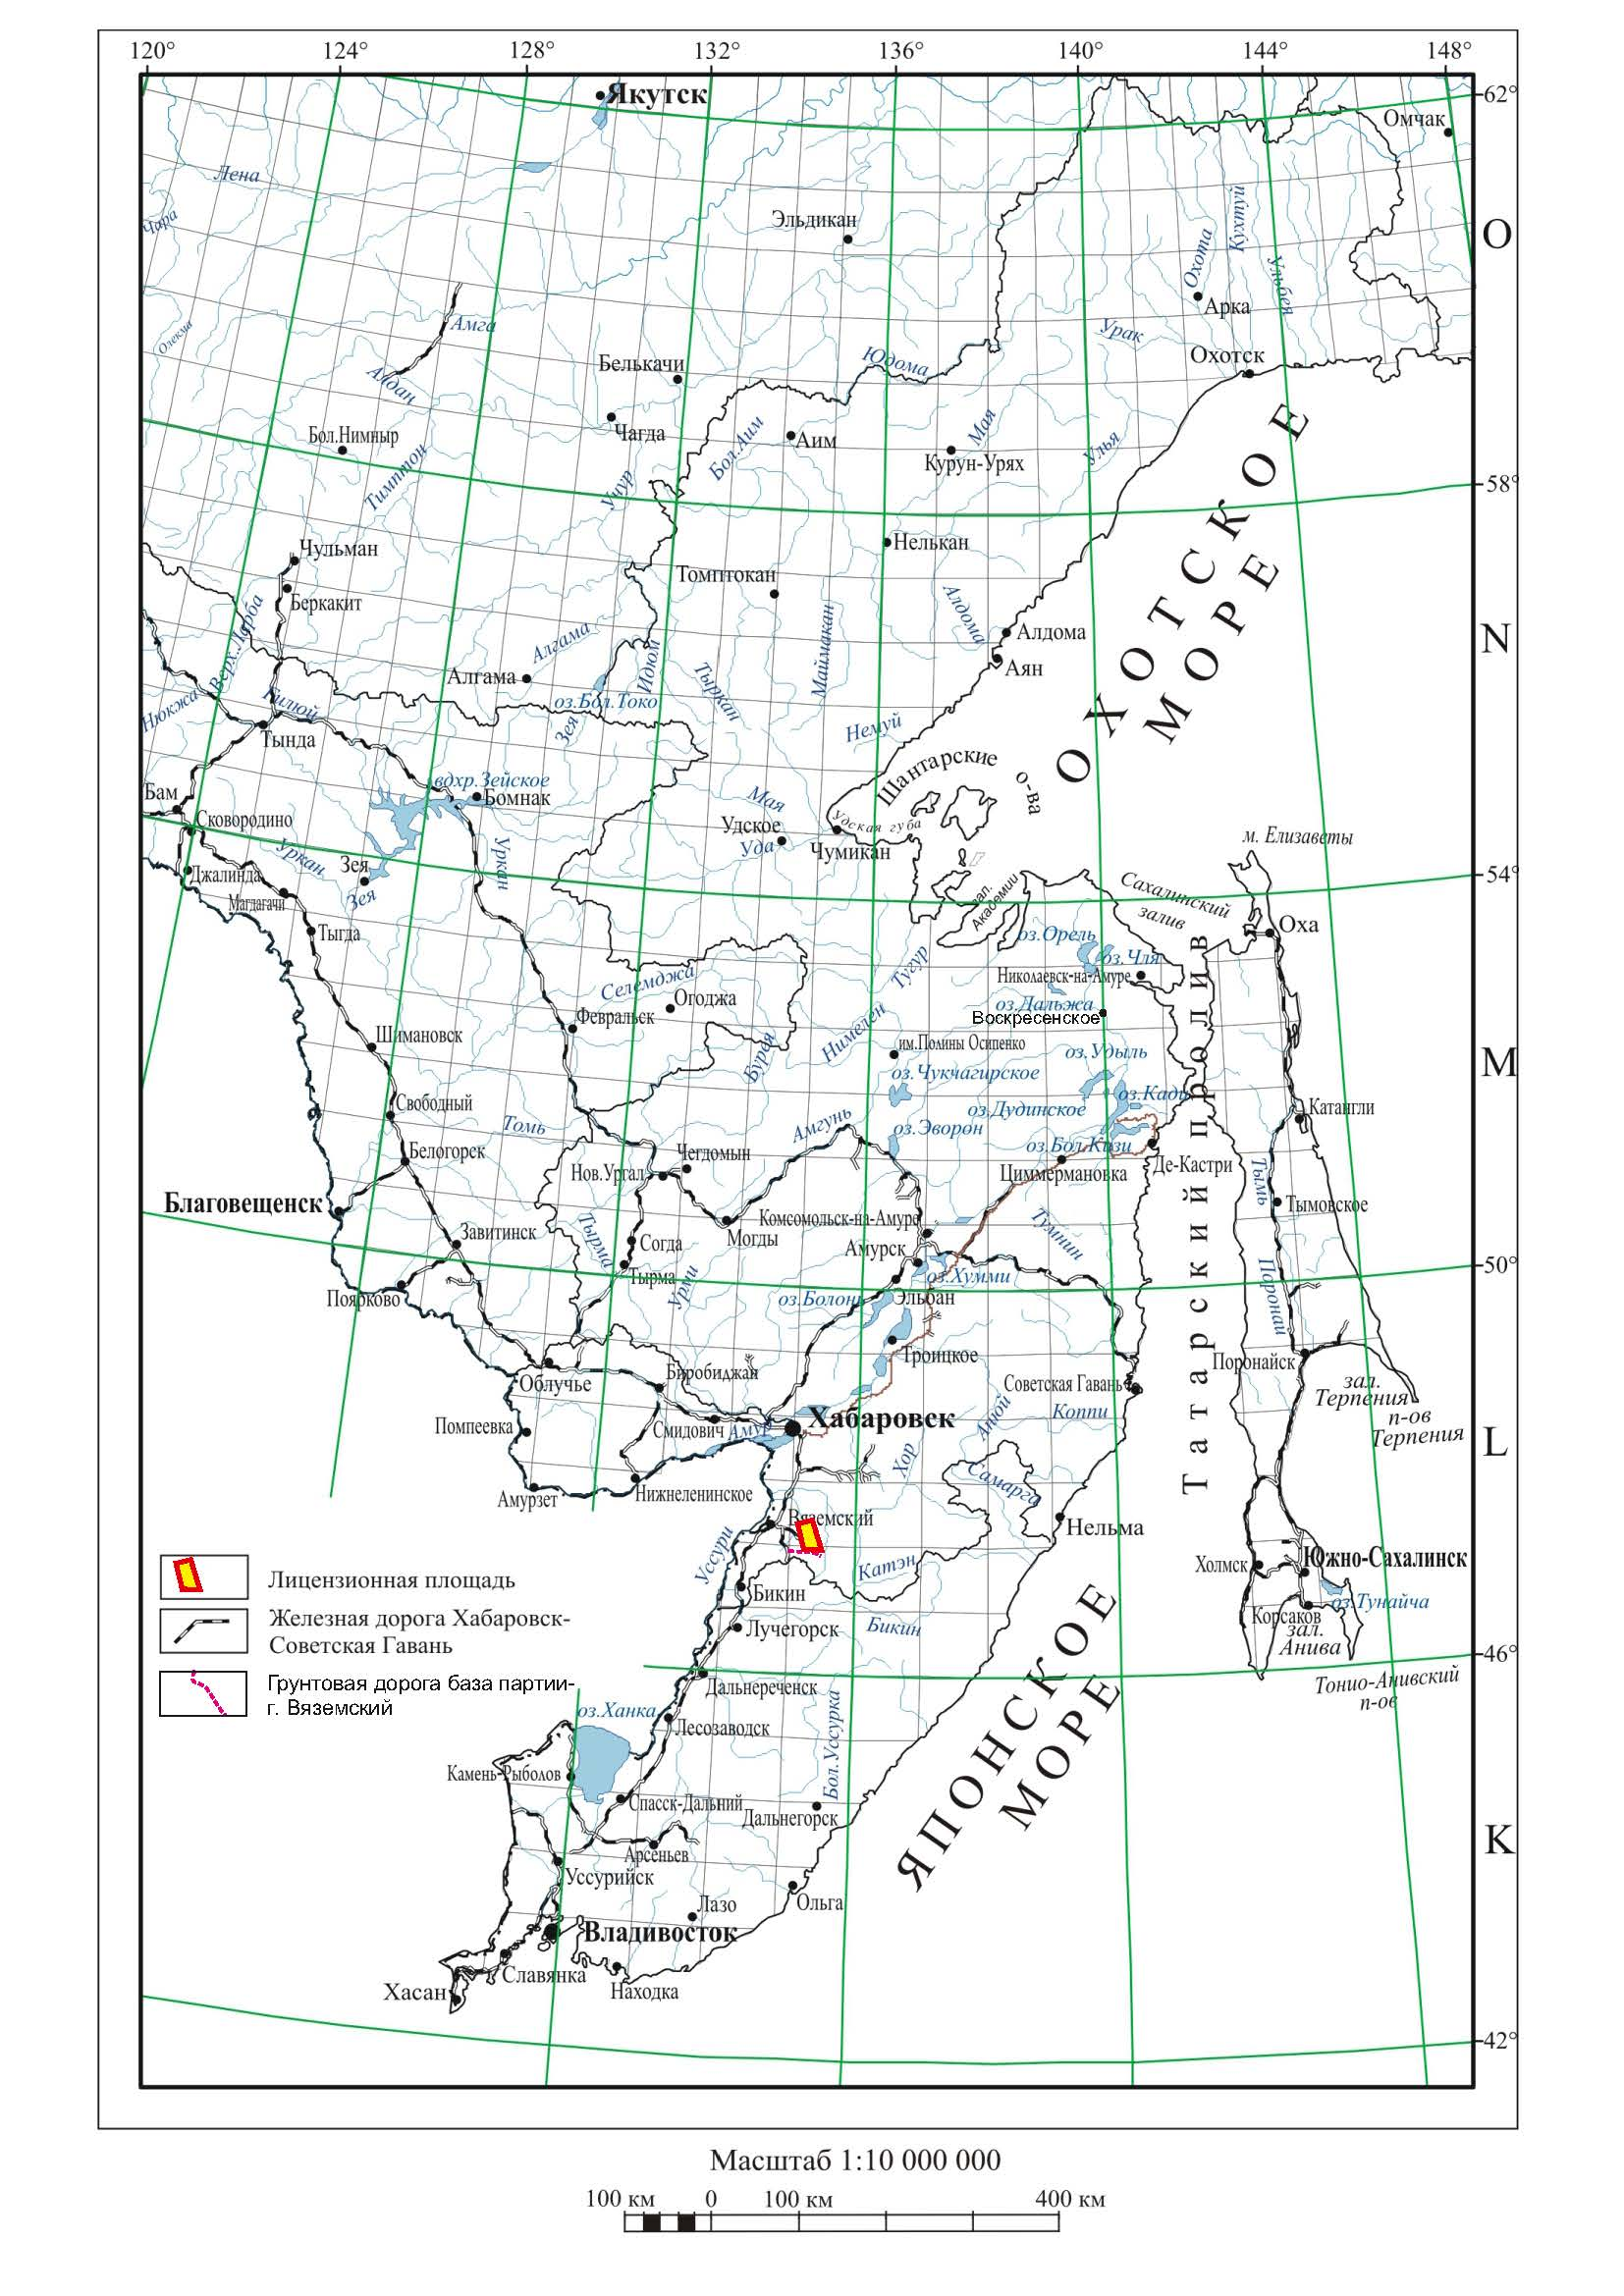 120° 124° 128° 132° 136° 140° 144° 148°
Якутск
62°
Омчак
Лена
Чара
Эльдикан
Кухтуй
Охота
Ульбея
O
Арка
Амга
Олекма
Урак
Охотск
Белькачи
Юдома
Алдан
Чагда
Бол.Нимныр
Бол.Аим
Аим
Мая
Курун-Урях
Улья
Тимптон
Учур
58°
ОХОТСКОЕ
МОРЕ
Чульман
Нелькан
Томптокан
Беркакит
Алдома
Алдома
Аян
N
Алгама
Алгама
Идюм
Тыркан
Маймакан
оз.Бол.Токо
Зея
Нюкжа
Гилюй
Тында
Немуй
Шантарские
о-ва
вдхр.Зейское
Бомнак
Бам
Сковородино
Мая
Удское
Уда
Удская губа
Чумикан
м. Елизаветы
Уркан
Зея
Зея
Уркан
Джалинда
Магдагачи
54°
зал.
Академии
Сахалинский
залив
Тыгда
Оха
оз.Орель
оз.Чля
Николаевск-на-Амуре
Тугур
Селемджа
Огоджа
Февральск
оз.Дальжа
Воскресенское
Шимановск
Бурея
Нимелен
им.Полины Осипенко
оз.Удыль
M
оз.Чукчагирское
Свободный
оз.Дудинское
Катангли
Томь
Амгунь
оз.Эворон
оз.Бол.Кизи
Белогорск
Чегдомын
Нов.Ургал
Циммермановка
Де-Кастри
Тымь
Тымовское
Татарский пролив
Благовещенск
Завитинск
Тырма
Согда
Могды
Комсомольск-на-Амуре
Амурск
Тумнин
50°
Тырма
Урми
оз.Хумми
Поронай
Поярково
оз.Болонь
Эльбан
Троицкое
Облучье
Биробиджан
Поронайск
Советская Гавань
зал.
Терпения
п-ов
Терпения
Помпеевка
Смидович
Амур
Хабаровск
Анюй
Коппи
L
Хор
Самарга
Амурзет
Нижнеленинское
Вяземский
Нельма
Уссури
Катэн
Холмск
Южно-Сахалинск
Бикин
оз.Тунайча
Корсаков
Лучегорск
Бикин
зал.
Анива
46°
Тонио-Анивский
п-ов
Дальнереченск
Лицензионная площадь
Железная дорога Хабаровск-
Советская Гавань
Грунтовая дорога база партии-
г. Вяземский
оз.Ханка
Лесозаводск
Бол.Уссурка
ЯПОНСКОЕ
МОРЕ
Камень-Рыболов
Спасск-Дальний
Дальнегорск
K
Арсеньев
Уссурийск
Лазо
Ольга
Владивосток
Славянка
Хасан
Находка
42°
Масштаб 1:10 000 000
100 км 0 100 км 400 км